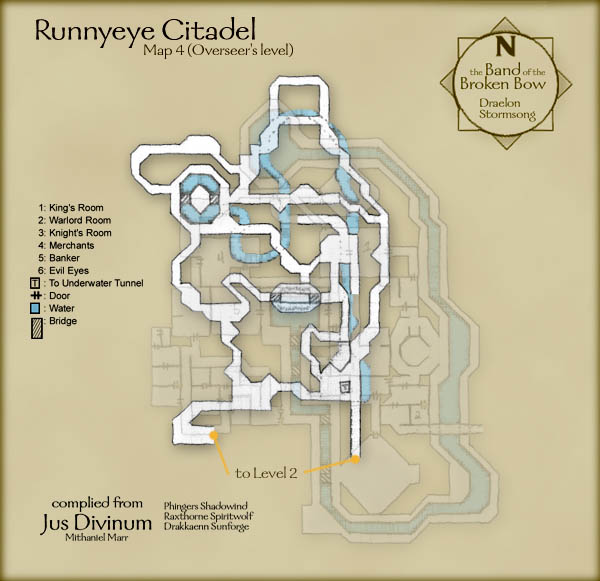 Runnyeye Citadel
Map 4 (Overseer's level)
N
the Band of the
Broken Bow
Draelon
Stormsong
1: King's Room
2: Warlord Room
3: Knight's Room
4: Merchants
5: Banker
6: Evil Eyes
T : To Underwater Tunnel
: Door
: Water
: Bridge
T
to Level 2
complied from
Jus Divinum
Mithaniel Marr
Phingers Shadowind
Raxthorne Spiritwolf
Drakkaenn Sunforge